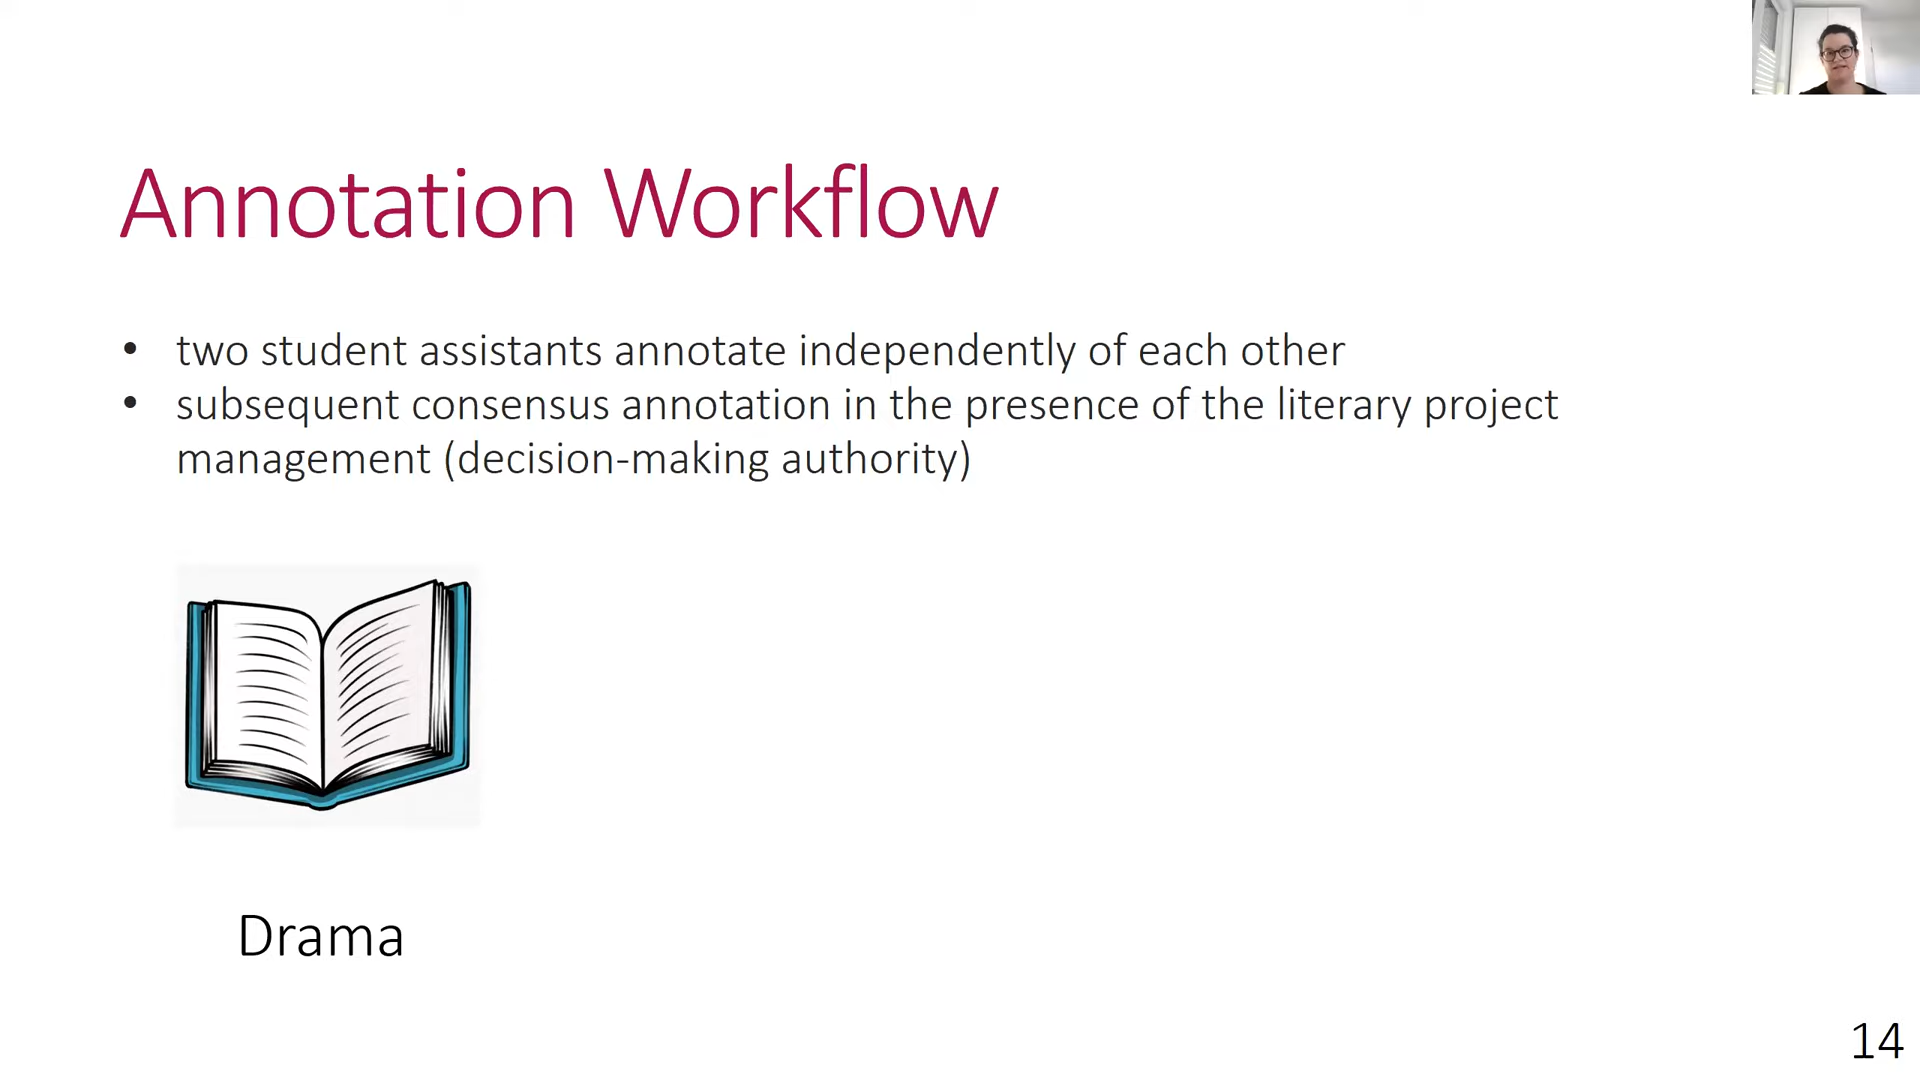 Annotation Workflow
• two student assistants annotate independently of each other
• subsequent consensus annotation in the presence of the literary project
management (decision-making authority)
Drama
14